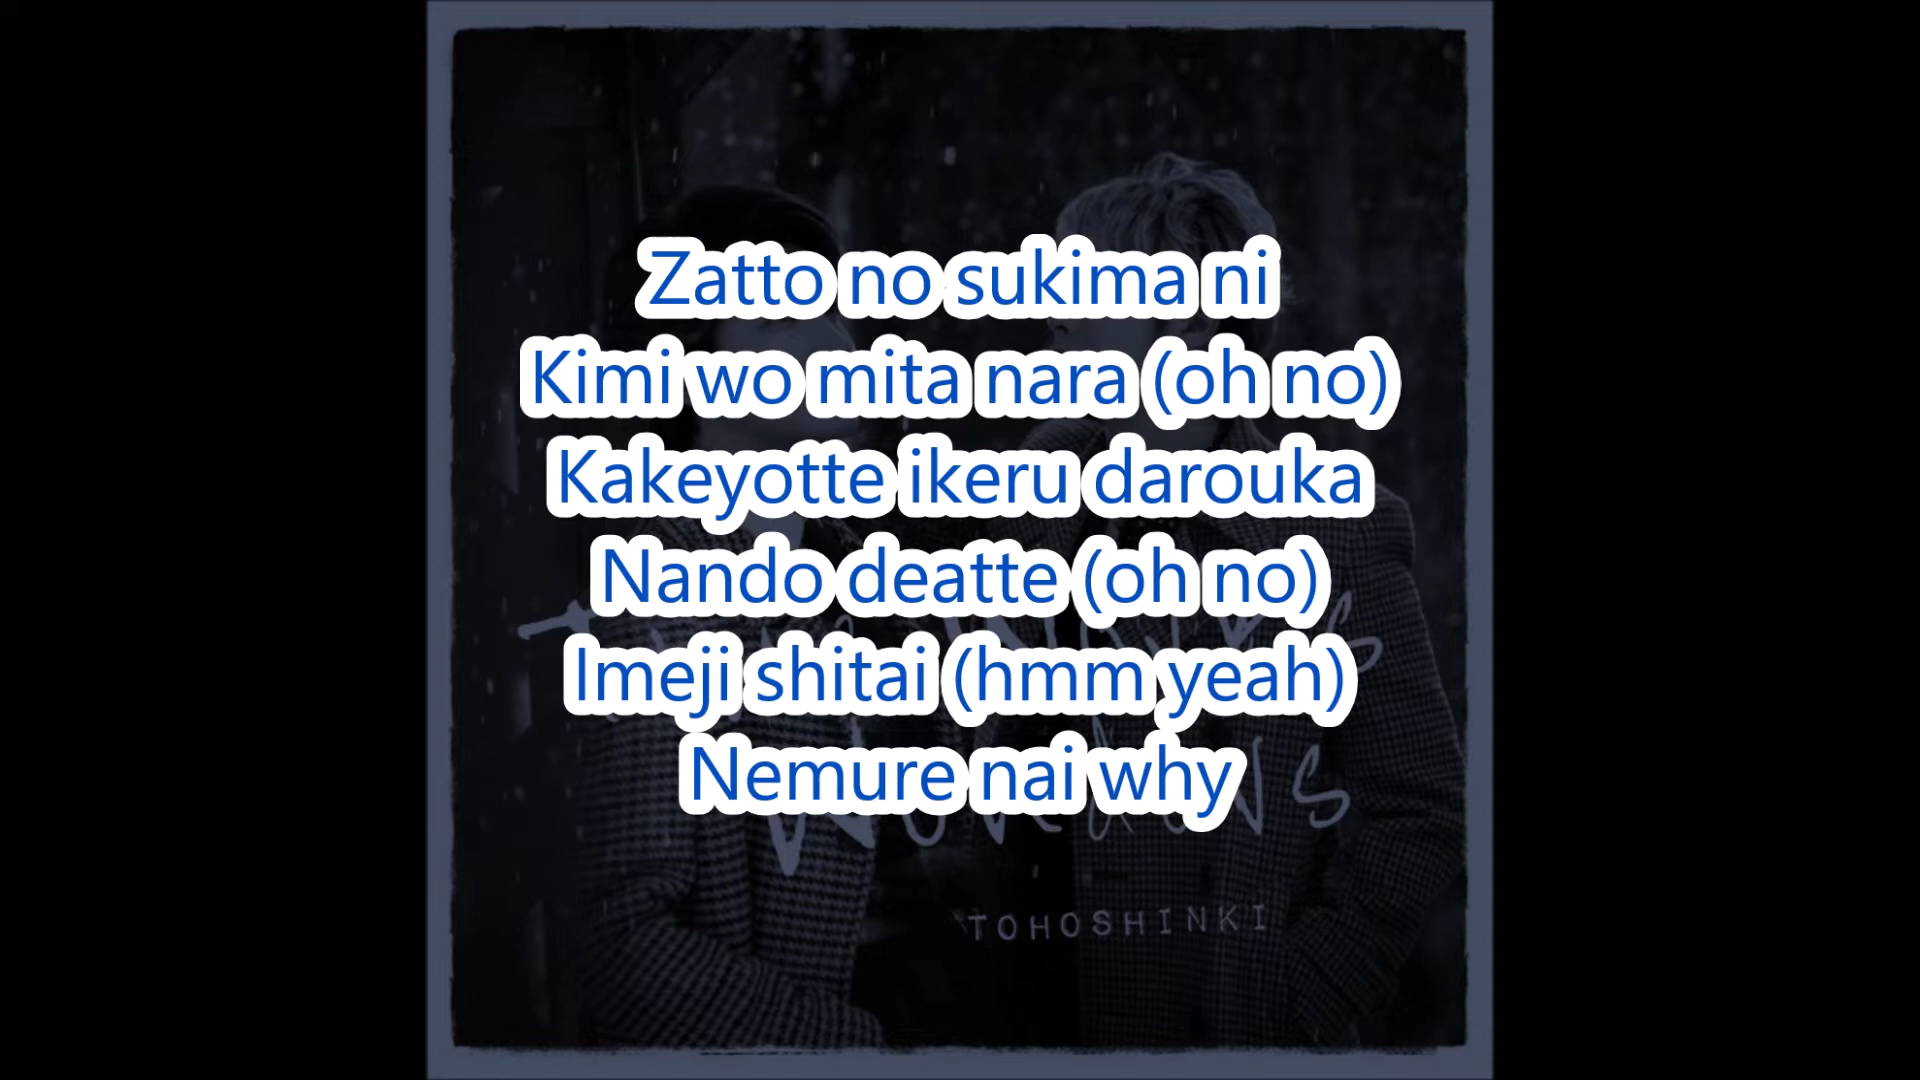 Zatto no sukima ni
Kimi wo mita nara (oh no)
Kakeyotte ikeru darouka
Nando deatte (oh no)
Imeji shitai (hmm yeah)
Nemure nai why
TOHOSHINKI